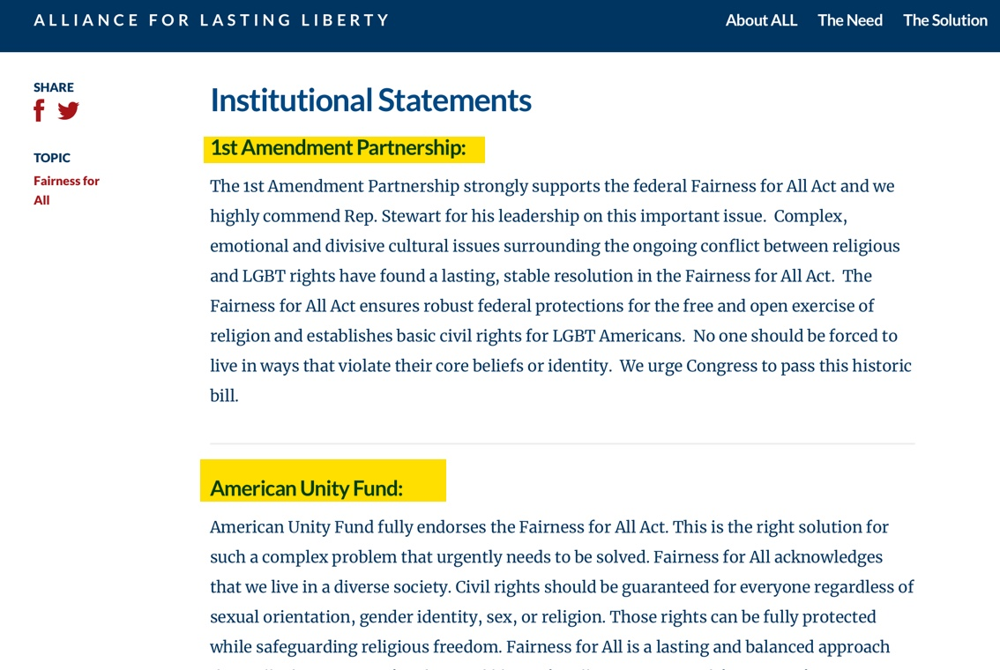 ALLIANCE FOR LASTING LIBERTY
About ALL The Need The Solution
SHARE
TOPIC
Fairness for
All
Institutional Statements
1st Amendment Partnership:
The 1st Amendment Partnership strongly supports the federal Fairness for All Act and we
highly commend Rep. Stewart for his leadership on this important issue.  Complex,
emotional and divisive cultural issues surrounding the ongoing conflict between religious
and LGBT rights have found a lasting, stable resolution in the Fairness for All Act.  The
Fairness for All Act ensures robust federal protections for the free and open exercise of
religion and establishes basic civil rights for LGBT Americans.  No one should be forced to
live in ways that violate their core beliefs or identity.  We urge Congress to pass this historic
bill.
American Unity Fund:
American Unity Fund fully endorses the Fairness for All Act. This is the right solution for
such a complex problem that urgently needs to be solved. Fairness for All acknowledges
that we live in a diverse society. Civil rights should be guaranteed for everyone regardless of
sexual orientation, gender identity, sex, or religion. Those rights can be fully protected
while safeguarding religious freedom. Fairness for All is a lasting and balanced approach